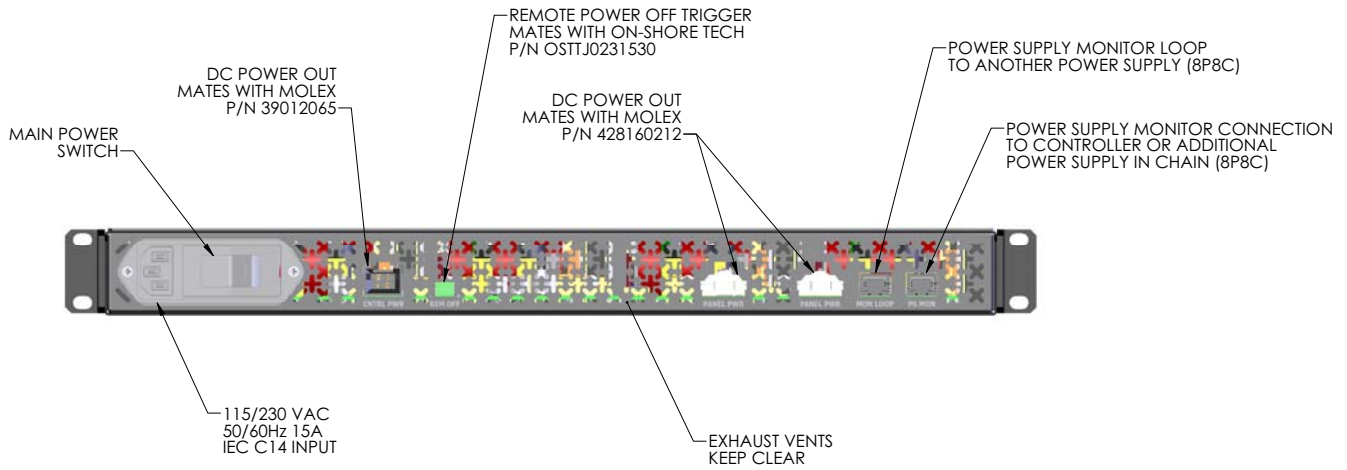 REMOTE POWER OFF TRIGGER
MATES WITH ON-SHORE TECH
P/N OSTTJ0231530
POWER SUPPLY MONITOR LOOP
TO ANOTHER POWER SUPPLY (8P8C)
DC POWER OUT
MATES WITH MOLEX
P/N 39012065
DC POWER OUT
MATES WITH MOLEX
P/N 428160212
MAIN POWER
SWITCH
POWER SUPPLY MONITOR CONNECTION
TO CONTROLLER OR ADDITIONAL
POWER SUPPLY IN CHAIN (8P8C)
CNTRL PWR
REM OFF
PANEL PWR
PANEL PWR
MON LOOP
PS MON
115/230 VAC
50/60Hz 15A
IEC C14 INPUT
EXHAUST VENTS
KEEP CLEAR